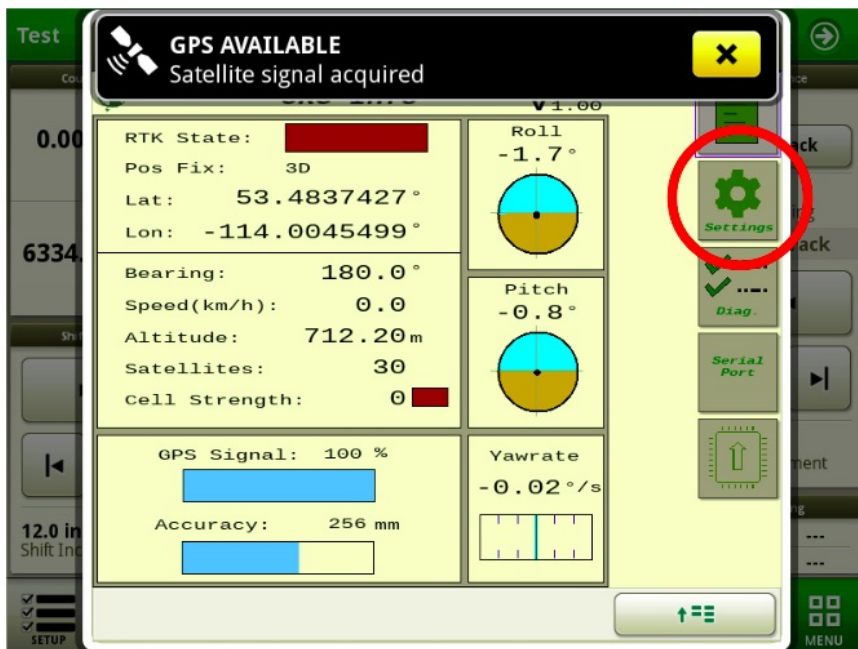 Test
GPS AVAILABLE
Satellite signal acquired
V 1.00
RTK State:
Pos Fix: 3D
Lat: 53.4837427°
Lon: -114.0045499°
Bearing: 180.0°
Speed(km/h): 0.0
Altitude: 712.20m
Satellites: 30
Cell Strength: 0
GPS Signal: 100 %
Accuracy: 256 mm
Roll
-1.7°
Pitch
-0.8°
Yawrate
-0.02°/s
Settings
Diag.
Serial
Port
0.00
6334.
12.0 in
Shift Inc
SETUP
ack
ack
ment
---
---
MENU